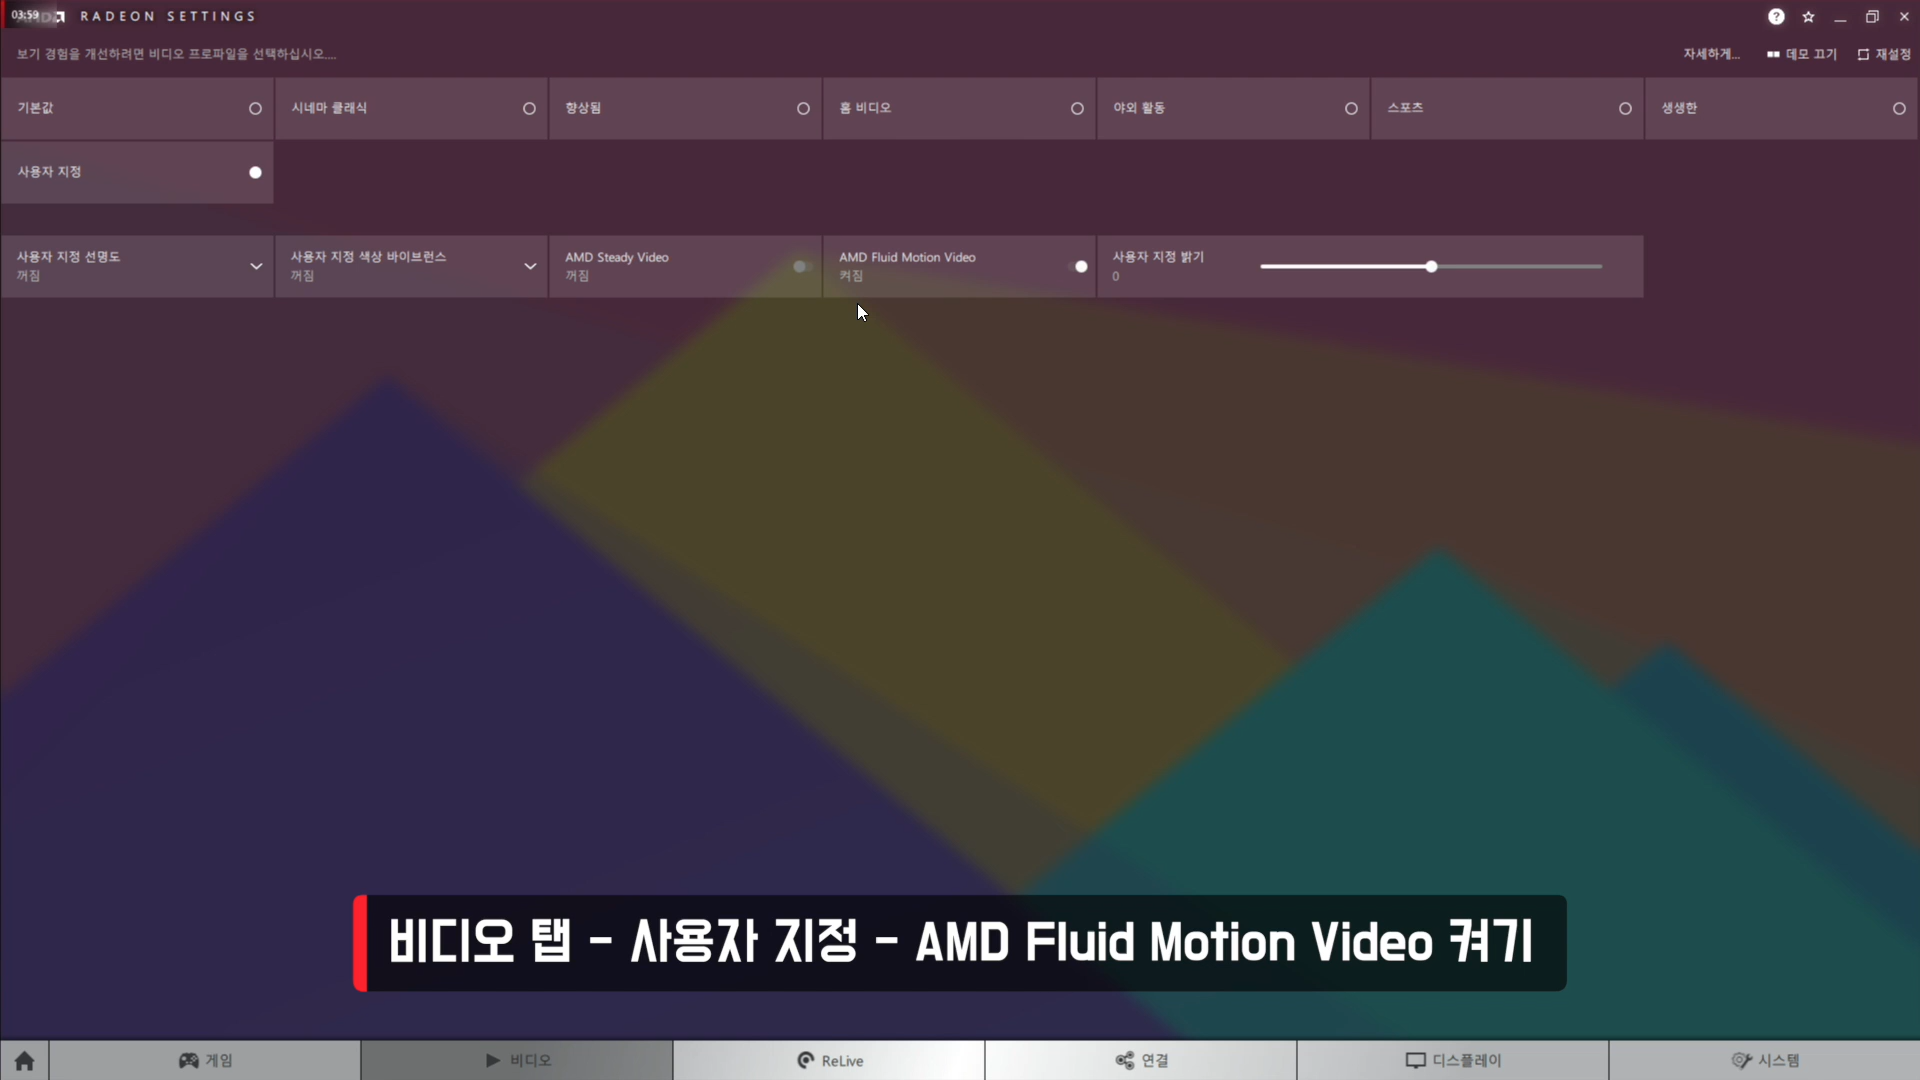 03:59 RADEON SETTINGS
보기 경험을 개선하려면 비디오 프로파일을 선택하십시오....
자세하게... 데모 끄기 재설정
기본값 시네마 클래식 향상됨 홈 비디오 야외 활동 스포츠 생생한
사용자 지정
사용자 지정 선명도 사용자 지정 색상 바이브런스 AMD Steady Video AMD Fluid Motion Video 사용자 지정 밝기
꺼짐 꺼짐 꺼짐 켜짐 0
비디오 탭 - 사용자 지정 - AMD Fluid Motion Video 켜기
게임 비디오 ReLive 연결 디스플레이 시스템